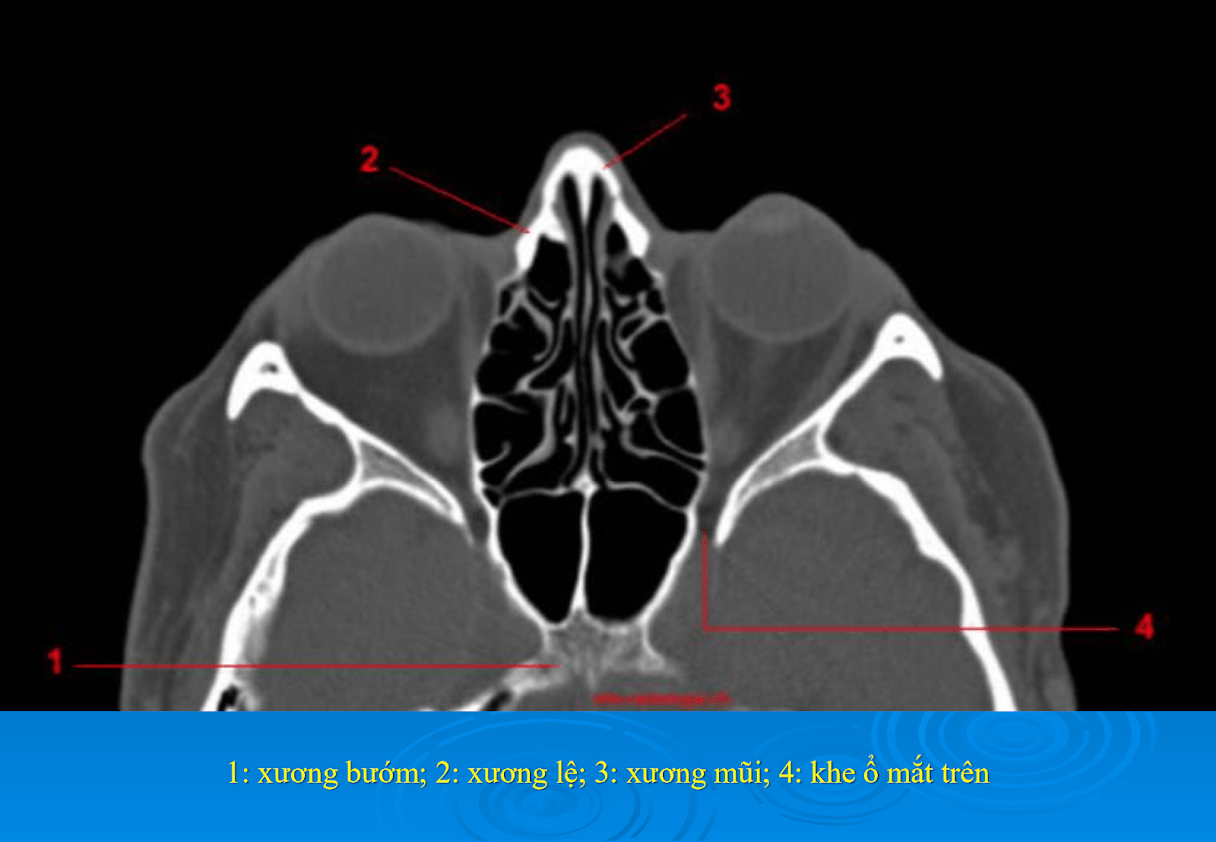 3
2
4
1
1: xương bướm; 2: xương lệ; 3: xương mũi; 4: khe ổ mắt trên